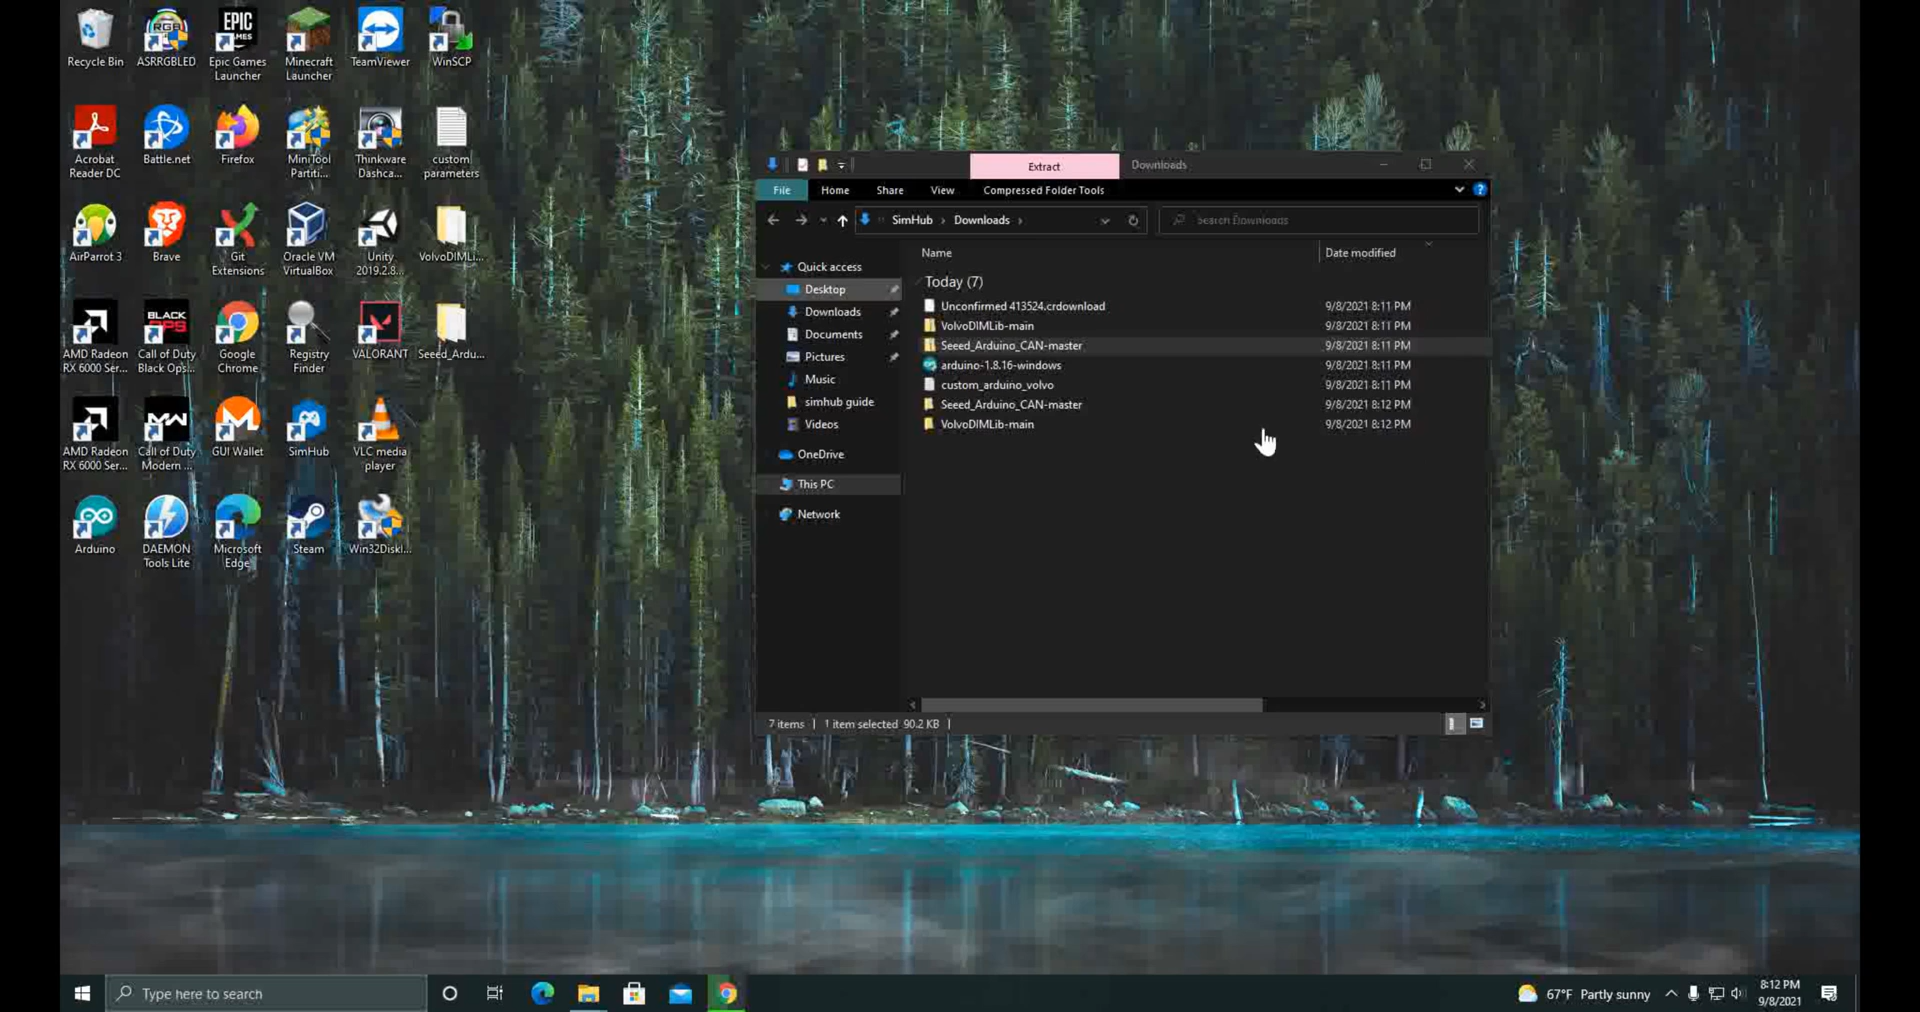 Recycle Bin
ASRRGBLED
Epic Games
Launcher
Minecraft
Launcher
TeamViewer
WinSCP
EPIC
GAMES
RGB
Acrobat
Reader DC
Battle.net
Firefox
MiniTool
Partiti...
Thinkware
Dashca...
custom
parameters
AirParrot 3
Brave
Git
Extensions
Oracle VM
VirtualBox
Unity
2019.2.8...
VolvoDIMLi...
BLACK
OPS
AMD Radeon
RX 6000 Ser...
Call of Duty
Black Ops...
Google
Chrome
Registry
Finder
VALORANT
Seeed_Ardu...
MW
AMD Radeon
RX 6000 Ser...
Call of Duty
Modern ...
GUI Wallet
SimHub
VLC media
player
Arduino
DAEMON
Tools Lite
Microsoft
Edge
Steam
Win32DiskI...
Extract
Downloads
File
Home
Share
View
Compressed Folder Tools
SimHub
Downloads
Search Downloads
Name
Date modified
Quick access
Desktop
Downloads
Documents
Pictures
Music
simhub guide
Videos
OneDrive
This PC
Network
Today (7)
Unconfirmed 413524.crdownload 9/8/2021 8:11 PM
VolvoDIMLib-main 9/8/2021 8:11 PM
Seeed_Arduino_CAN-master 9/8/2021 8:11 PM
arduino-1.8.16-windows 9/8/2021 8:11 PM
custom_arduino_volvo 9/8/2021 8:11 PM
Seeed_Arduino_CAN-master 9/8/2021 8:12 PM
VolvoDIMLib-main 9/8/2021 8:12 PM
7 items
1 item selected 90.2 KB
Type here to search
67°F Partly sunny
8:12 PM
9/8/2021